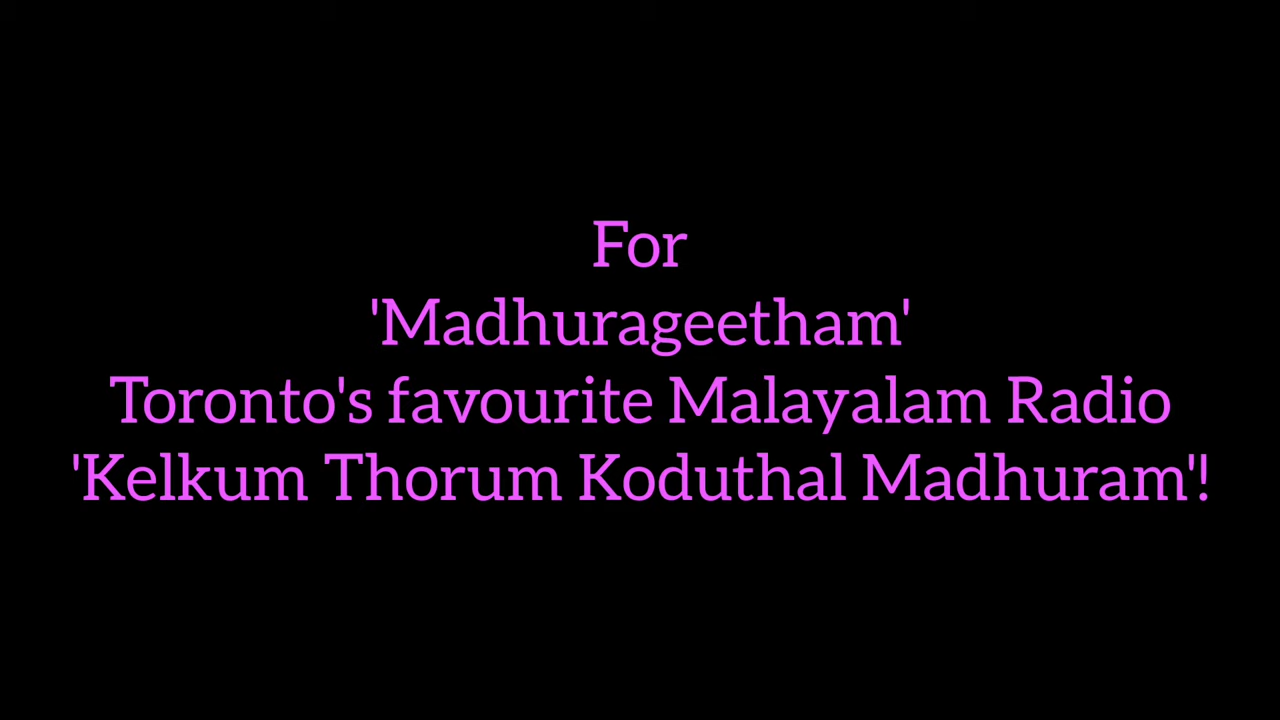 For
'Madhurageetham'
Toronto's favourite Malayalam Radio
'Kelkum Thorum Koduthal Madhuram'!